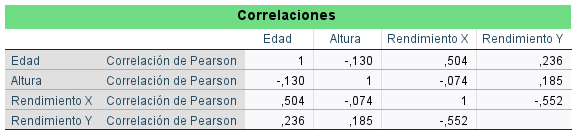 Correlaciones
Edad Altura Rendimiento X Rendimiento Y
Edad Correlación de Pearson 1 -,130 ,504 ,236
Altura Correlación de Pearson -,130 1 -,074 ,185
Rendimiento X Correlación de Pearson ,504 -,074 1 -,552
Rendimiento Y Correlación de Pearson ,236 ,185 -,552